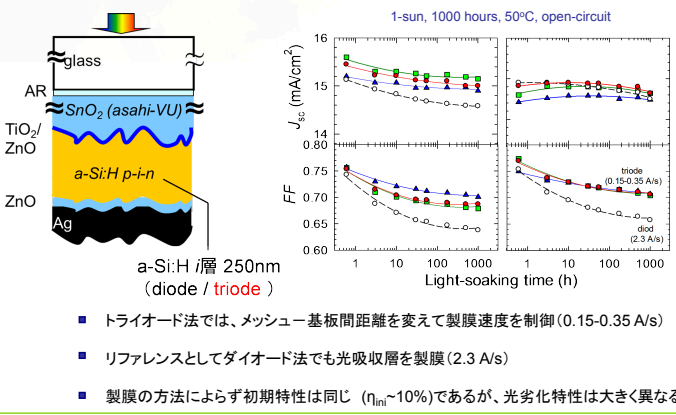 1-sun, 1000 hours, 50°C, open-circuit
glass
AR
SnO2 (asahi-VU)
TiO2/
ZnO
a-Si:H p-i-n
ZnO
Ag
a-Si:H i層 250nm
(diode / triode )
Jsc (mA/cm2)
16
15
14
FF
0.80
0.75
0.70
0.65
0.60
triode
(0.15-0.35 A/s)
diod
(2.3 A/s)
1 10 100 1000 1 10 100 1000
Light-soaking time (h)
トライオード法では、メッシュー基板間距離を変えて製膜速度を制御(0.15-0.35 A/s)
リファレンスとしてダイオード法でも光吸収層を製膜(2.3 A/s)
製膜の方法によらず初期特性は同じ (ηini~10%)であるが、光劣化特性は大きく異なる